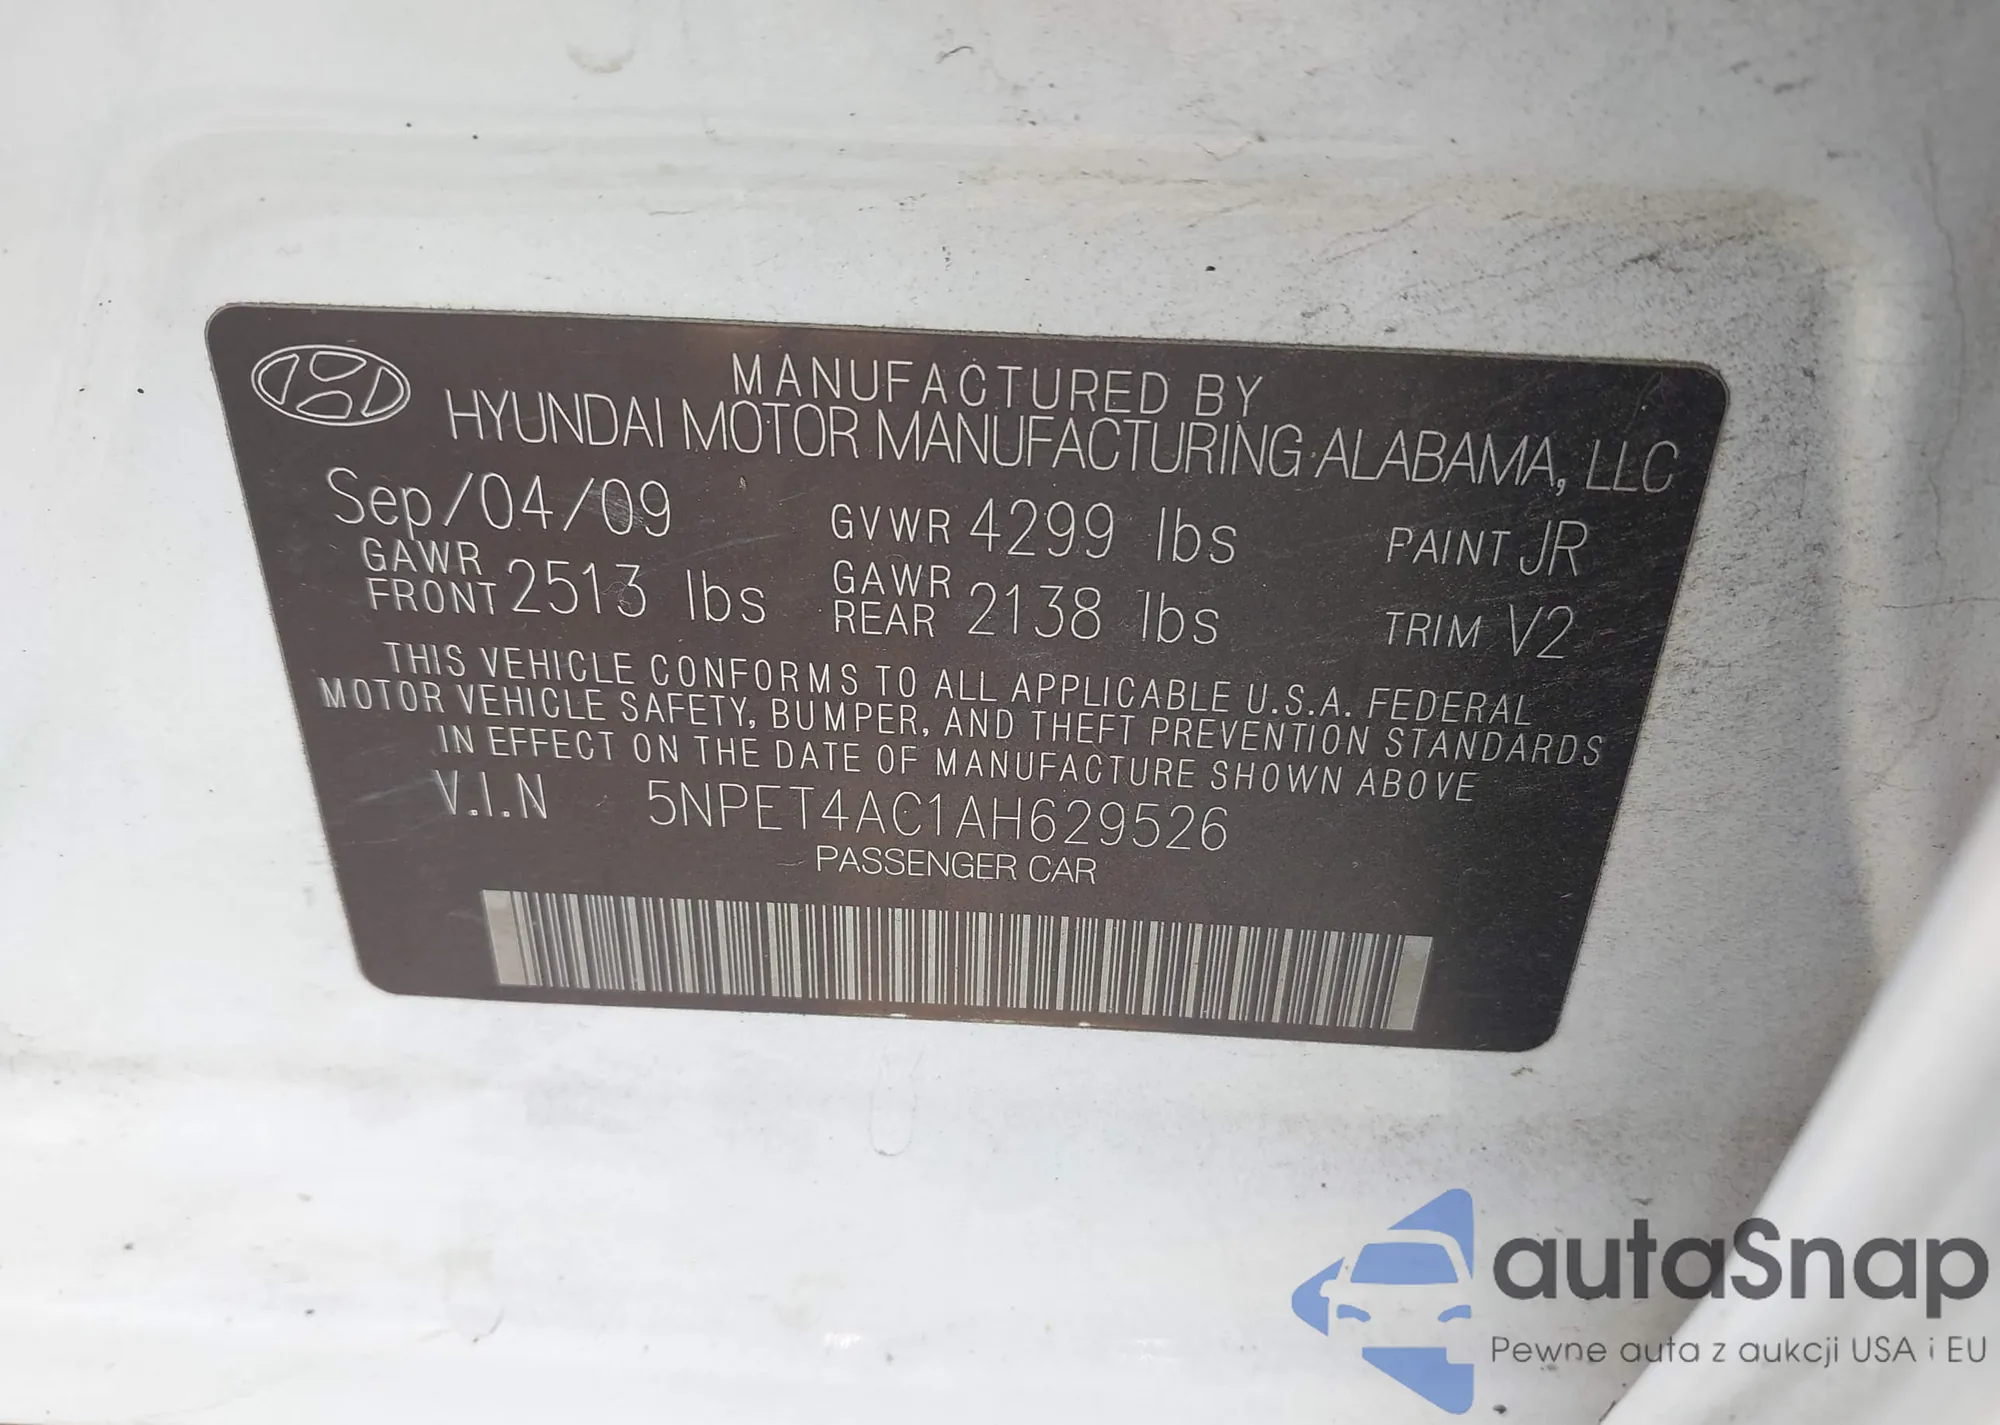 MANUFACTURED BY
HYUNDAI MOTOR MANUFACTURING ALABAMA, LLC
Sep/04/09 GVWR 4299 lbs PAINT JR
GAWR FRONT 2513 lbs GAWR REAR 2138 lbs TRIM V2
THIS VEHICLE CONFORMS TO ALL APPLICABLE U.S.A. FEDERAL
MOTOR VEHICLE SAFETY, BUMPER, AND THEFT PREVENTION STANDARDS
IN EFFECT ON THE DATE OF MANUFACTURE SHOWN ABOVE
V.I.N 5NPET4AC1AH629526
PASSENGER CAR
autaSnap
Pewne auta z aukcji USA i EU